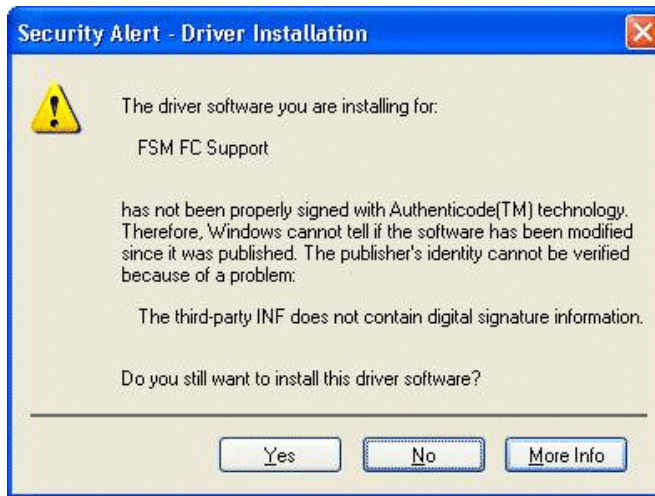 Security Alert - Driver Installation
The driver software you are installing for:
FSM FC Support
has not been properly signed with Authenticode(TM) technology.
Therefore, Windows cannot tell if the software has been modified
since it was published. The publisher's identity cannot be verified
because of a problem:
The third-party INF does not contain digital signature information.
Do you still want to install this driver software?
Yes
No
More Info